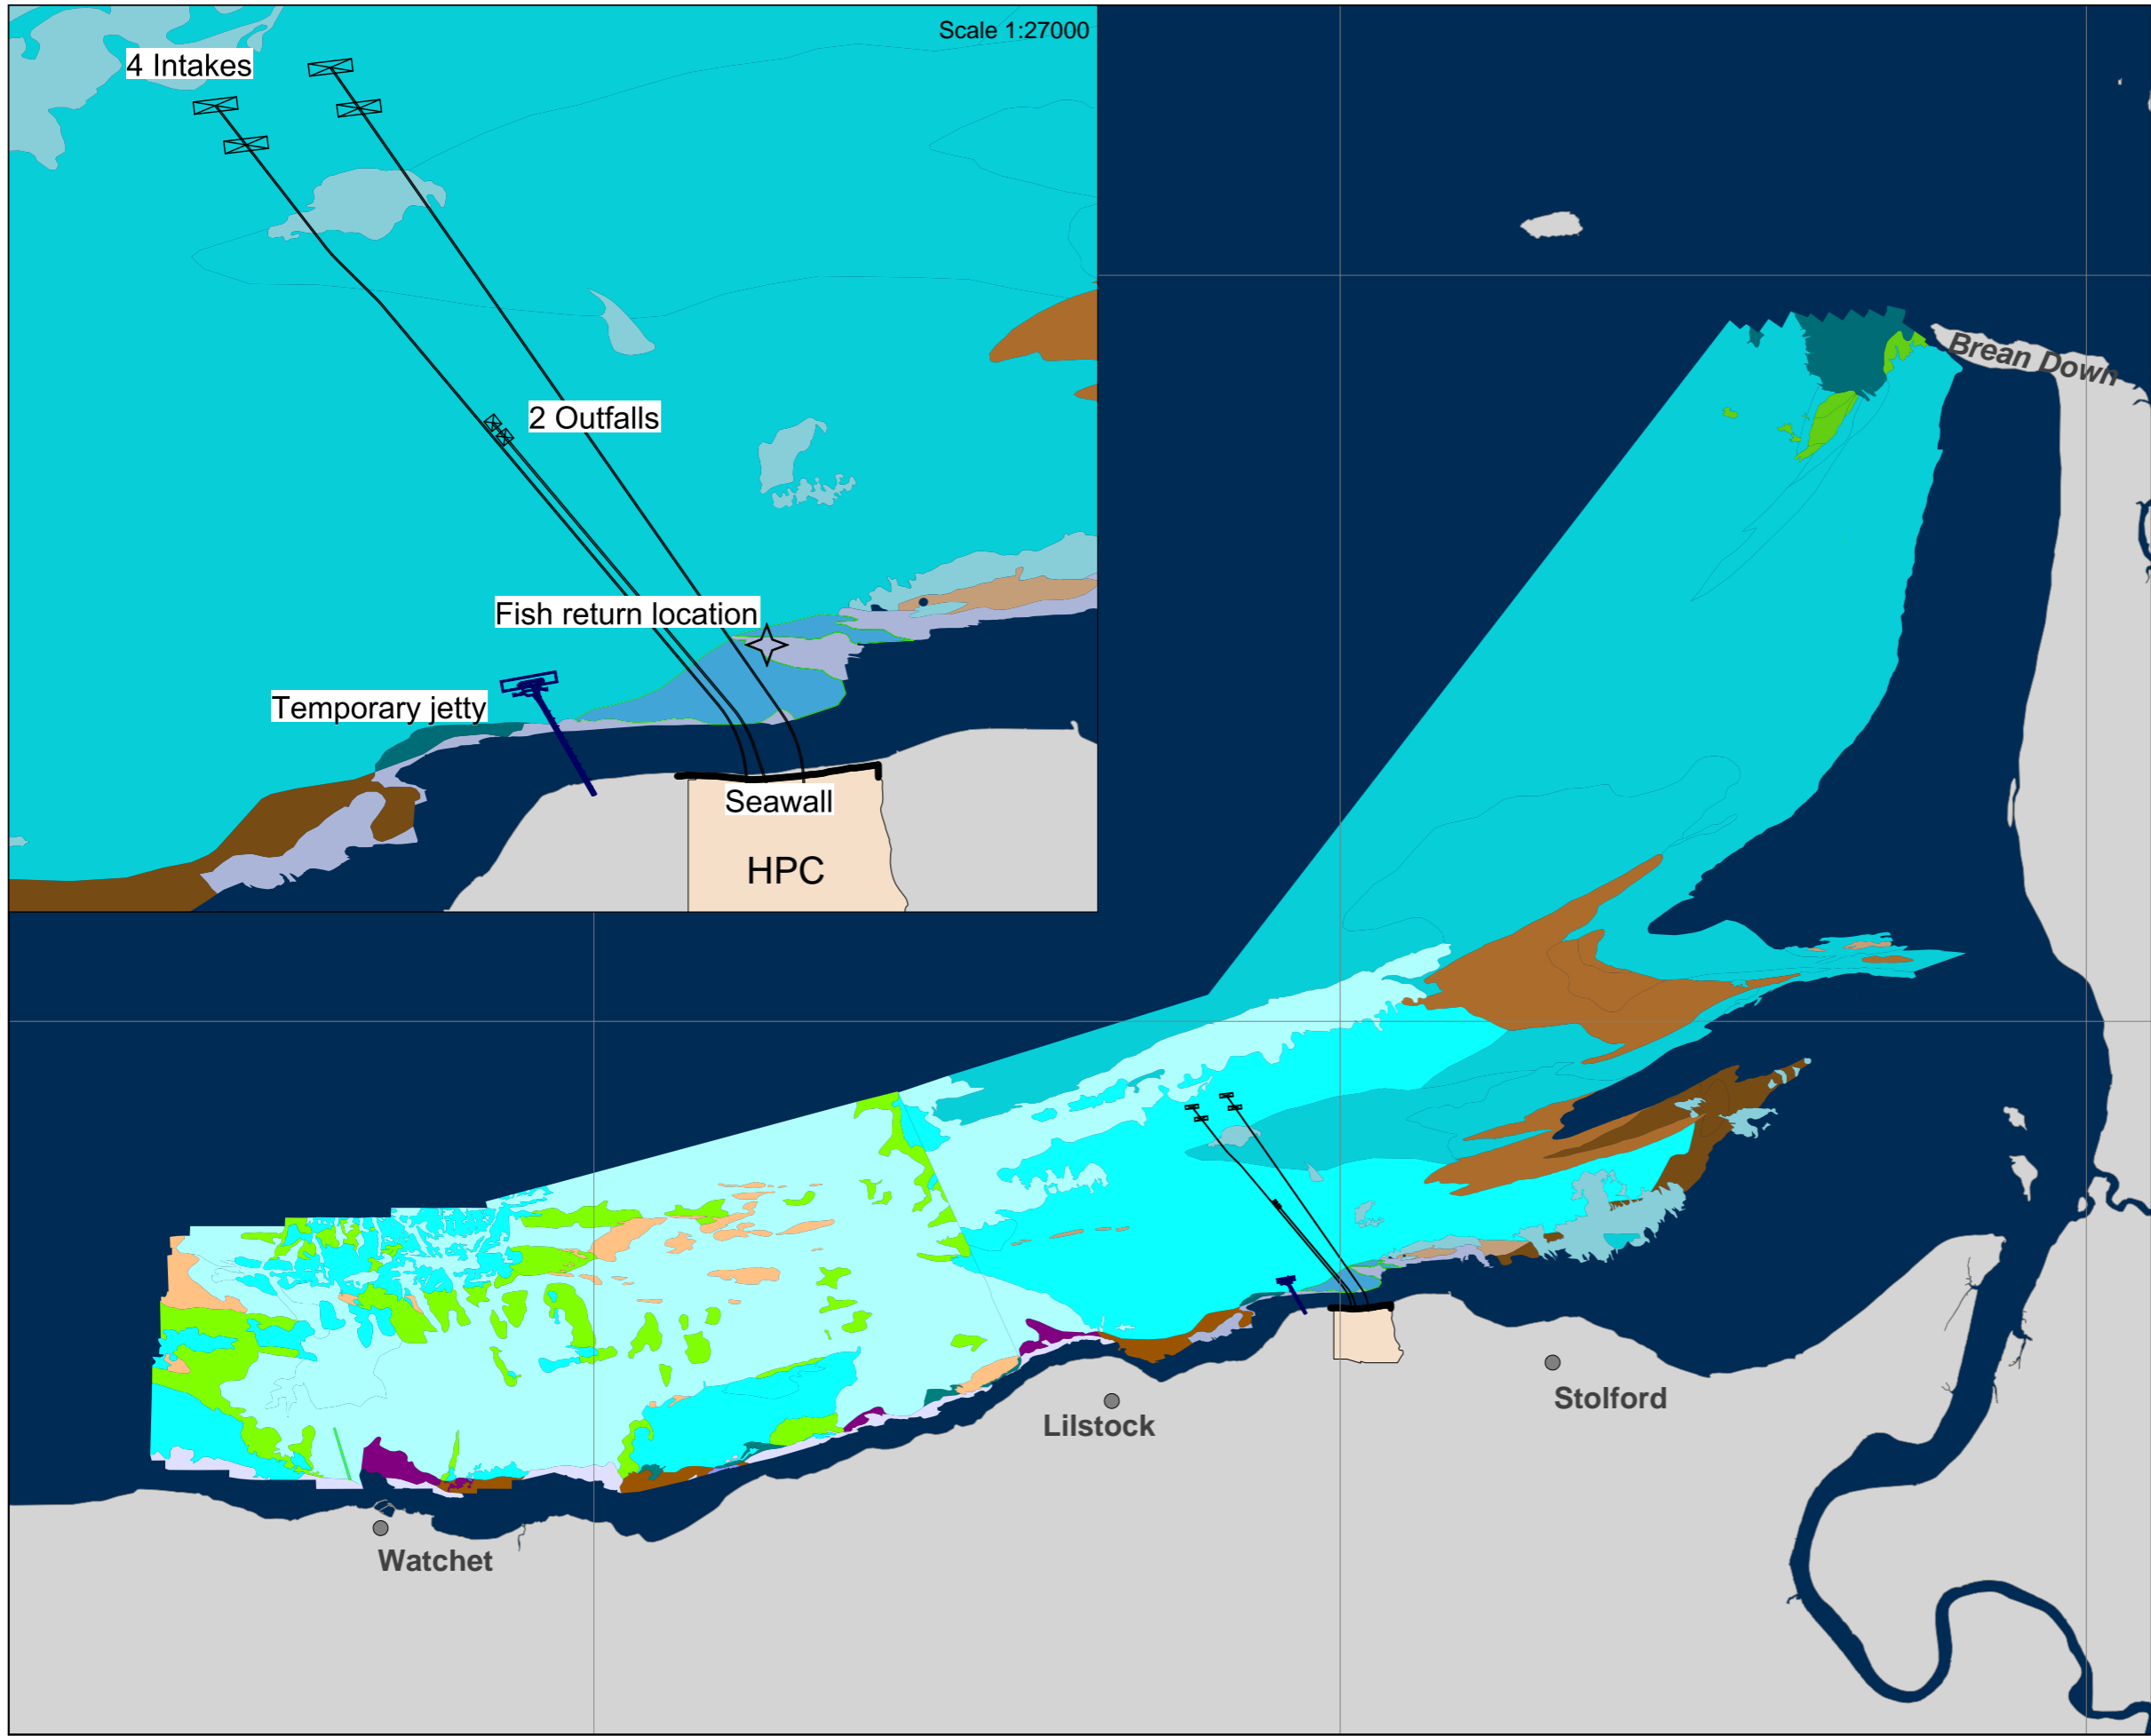 Scale 1:27000
4 Intakes
2 Outfalls
Fish return location
Temporary jetty
Seawall
HPC
Brean Down
Stolford
Lilstock
Watchet